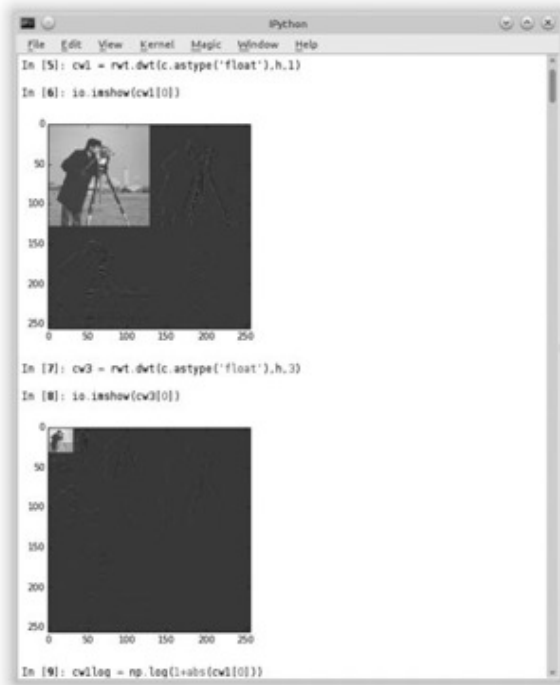 IPython
File Edit View Kernel Magic Window Help
In [5]: cw1 = rwt.dwt(c.astype('float'),h,1)
In [6]: io.imshow(cw1[0])
0
50
100
150
200
250
0 50 100 150 200 250
In [7]: cw3 = rwt.dwt(c.astype('float'),h,3)
In [8]: io.imshow(cw3[0])
0
50
100
150
200
250
0 50 100 150 200 250
In [9]: cw1log = np.log(1+abs(cw1[0]))